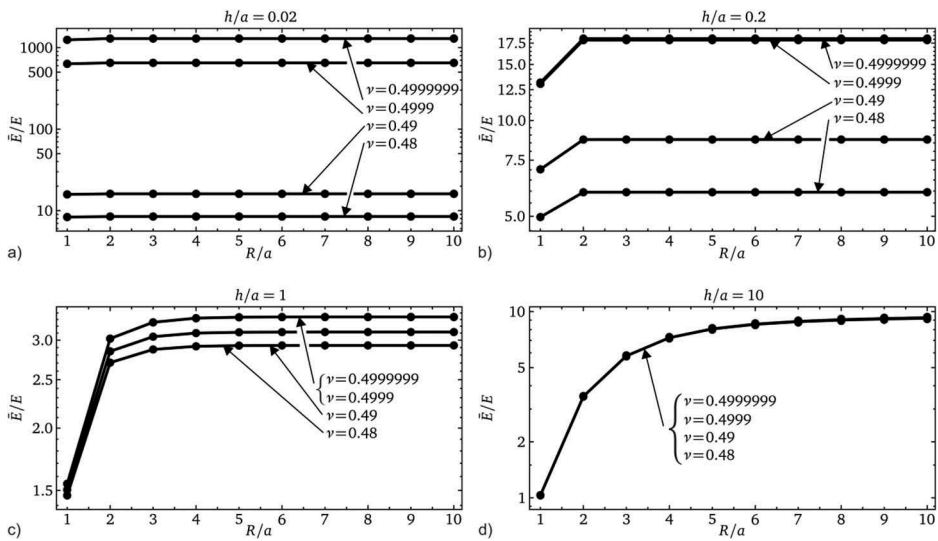 h/a = 0.02
1000
500
100
50
10
Ē/E
ν=0.4999999
ν=0.4999
ν=0.49
ν=0.48
1 2 3 4 5 6 7 8 9 10
a)
R/a
h/a = 0.2
17.5
15.0
12.5
10.0
7.5
5.0
Ē/E
ν=0.4999999
ν=0.4999
ν=0.49
ν=0.48
1 2 3 4 5 6 7 8 9 10
b)
R/a
h/a = 1
3.0
2.5
2.0
1.5
Ē/E
ν=0.4999999
ν=0.4999
ν=0.49
ν=0.48
1 2 3 4 5 6 7 8 9 10
c)
R/a
h/a = 10
10
5
2
1
Ē/E
ν=0.4999999
ν=0.4999
ν=0.49
ν=0.48
1 2 3 4 5 6 7 8 9 10
d)
R/a